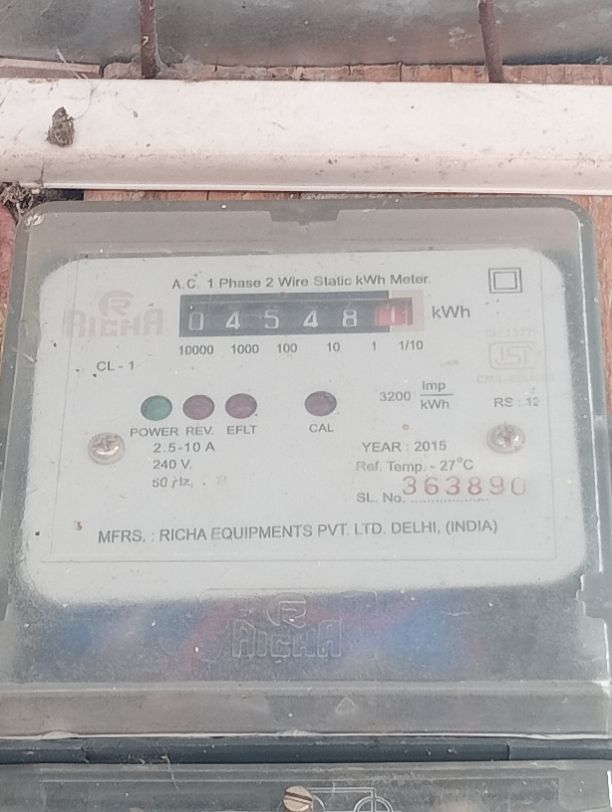 A.C. 1 Phase 2 Wire Static kWh Meter.
RICHA
0 4 5 4 8 1 kWh
10000 1000 100 10 1 1/10
CL - 1
3200 Imp/kWh
RS : 12
POWER REV. EFLT CAL
2.5-10 A
YEAR : 2015
240 V.
Ref. Temp. - 27°C
50 Hz.
SL. No. 363890
MFRS. : RICHA EQUIPMENTS PVT. LTD. DELHI, (INDIA)
RICHA